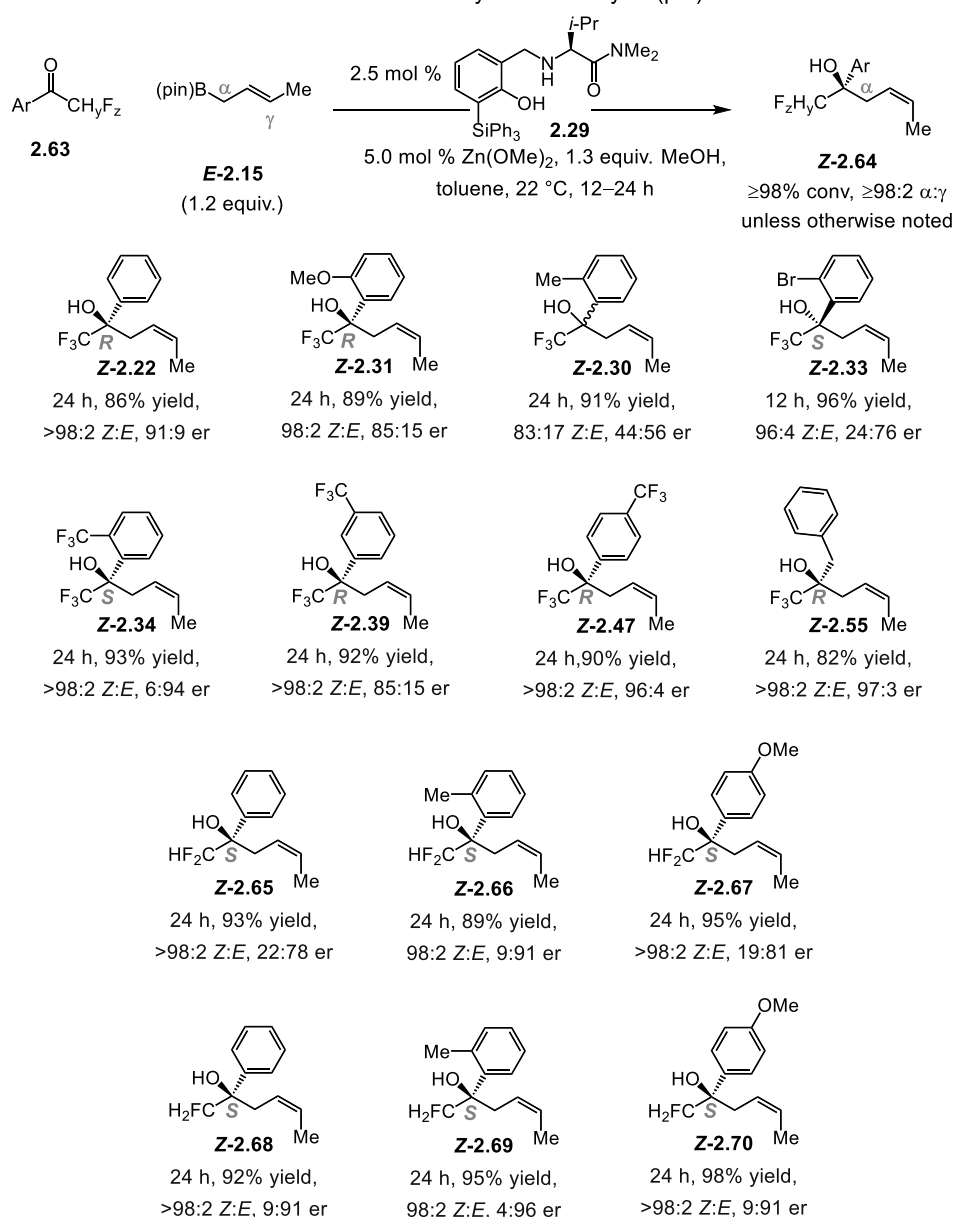 O
Ar
CHyFz
2.63
(pin)B
α
γ
Me
E-2.15
(1.2 equiv.)
2.5 mol %
i-Pr
N
H
NMe2
O
OH
SiPh3
2.29
5.0 mol % Zn(OMe)2, 1.3 equiv. MeOH,
toluene, 22 °C, 12–24 h
HO
Ar
α
FzHyC
Me
Z-2.64
≥98% conv, ≥98:2 α:γ
unless otherwise noted
HO
F3C
R
Z-2.22
Me
24 h, 86% yield,
>98:2 Z:E, 91:9 er
MeO
HO
F3C
R
Z-2.31
Me
24 h, 89% yield,
98:2 Z:E, 85:15 er
Me
HO
F3C
Z-2.30
Me
24 h, 91% yield,
83:17 Z:E, 44:56 er
Br
HO
F3C
S
Z-2.33
Me
12 h, 96% yield,
96:4 Z:E, 24:76 er
F3C
HO
F3C
S
Z-2.34
Me
24 h, 93% yield,
>98:2 Z:E, 6:94 er
F3C
HO
F3C
R
Z-2.39
Me
24 h, 92% yield,
>98:2 Z:E, 85:15 er
CF3
HO
F3C
R
Z-2.47
Me
24 h,90% yield,
>98:2 Z:E, 96:4 er
HO
F3C
R
Z-2.55
Me
24 h, 82% yield,
>98:2 Z:E, 97:3 er
HO
HF2C
S
Z-2.65
Me
24 h, 93% yield,
>98:2 Z:E, 22:78 er
Me
HO
HF2C
S
Z-2.66
Me
24 h, 89% yield,
98:2 Z:E, 9:91 er
OMe
HO
HF2C
S
Z-2.67
Me
24 h, 95% yield,
>98:2 Z:E, 19:81 er
HO
H2FC
S
Z-2.68
Me
24 h, 92% yield,
>98:2 Z:E, 9:91 er
Me
HO
H2FC
S
Z-2.69
Me
24 h, 95% yield,
98:2 Z:E, 4:96 er
OMe
HO
H2FC
S
Z-2.70
Me
24 h, 98% yield,
>98:2 Z:E, 9:91 er